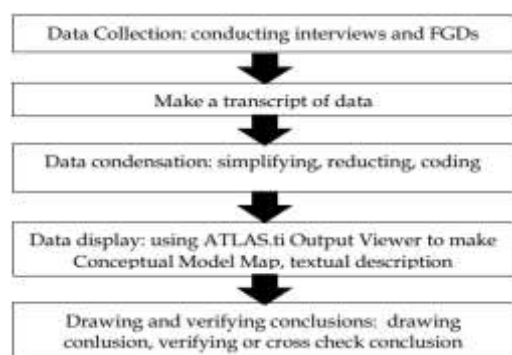 Data Collection: conducting interviews and FGDs
Make a transcript of data
Data condensation: simplifying, reducting, coding
Data display: using ATLAS.ti Output Viewer to make
Conceptual Model Map, textual description
Drawing and verifying conclusions: drawing
conlusion, verifying or cross check conclusion